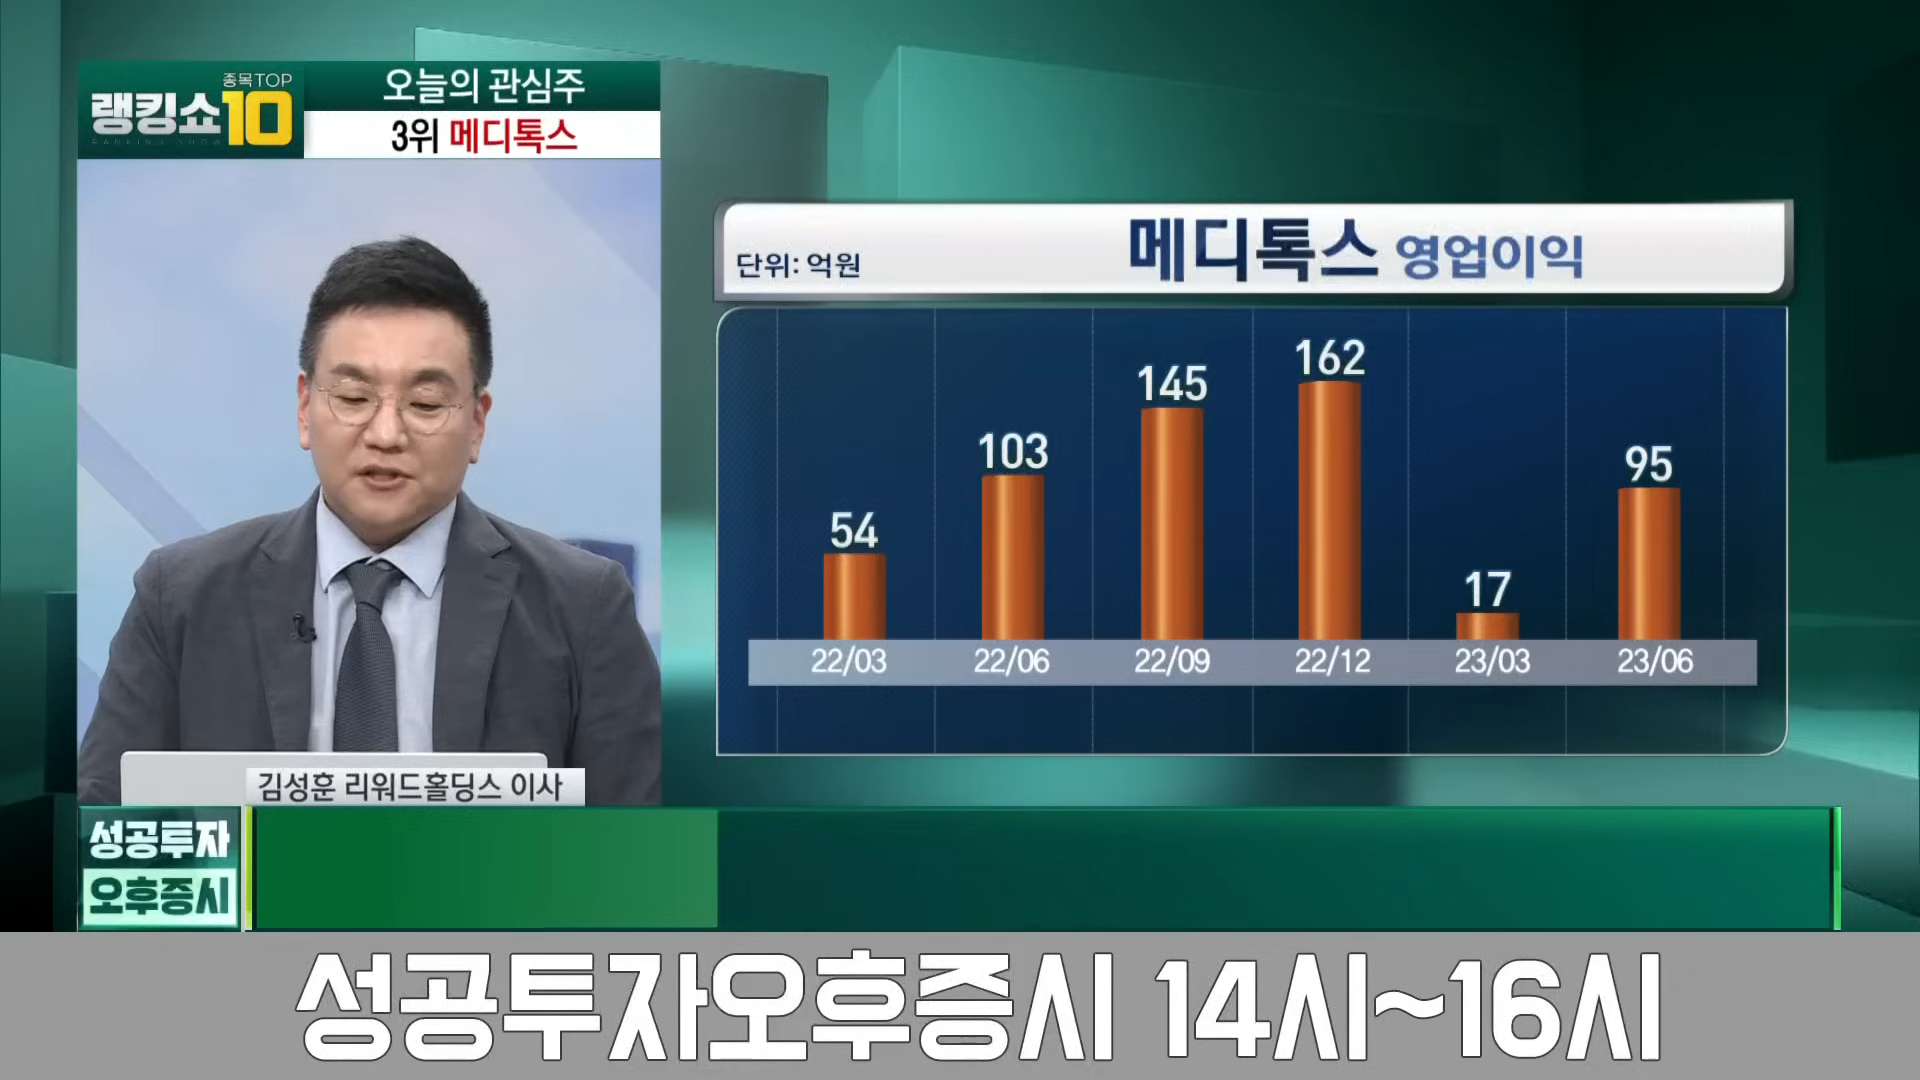 종목TOP
랭킹쇼10
RANKING SHOW
오늘의 관심주
3위 메디톡스
단위: 억원
메디톡스 영업이익
54
103
145
162
17
95
22/03
22/06
22/09
22/12
23/03
23/06
김성훈 리워드홀딩스 이사
성공투자
오후증시
성공투자오후증시 14시~16시